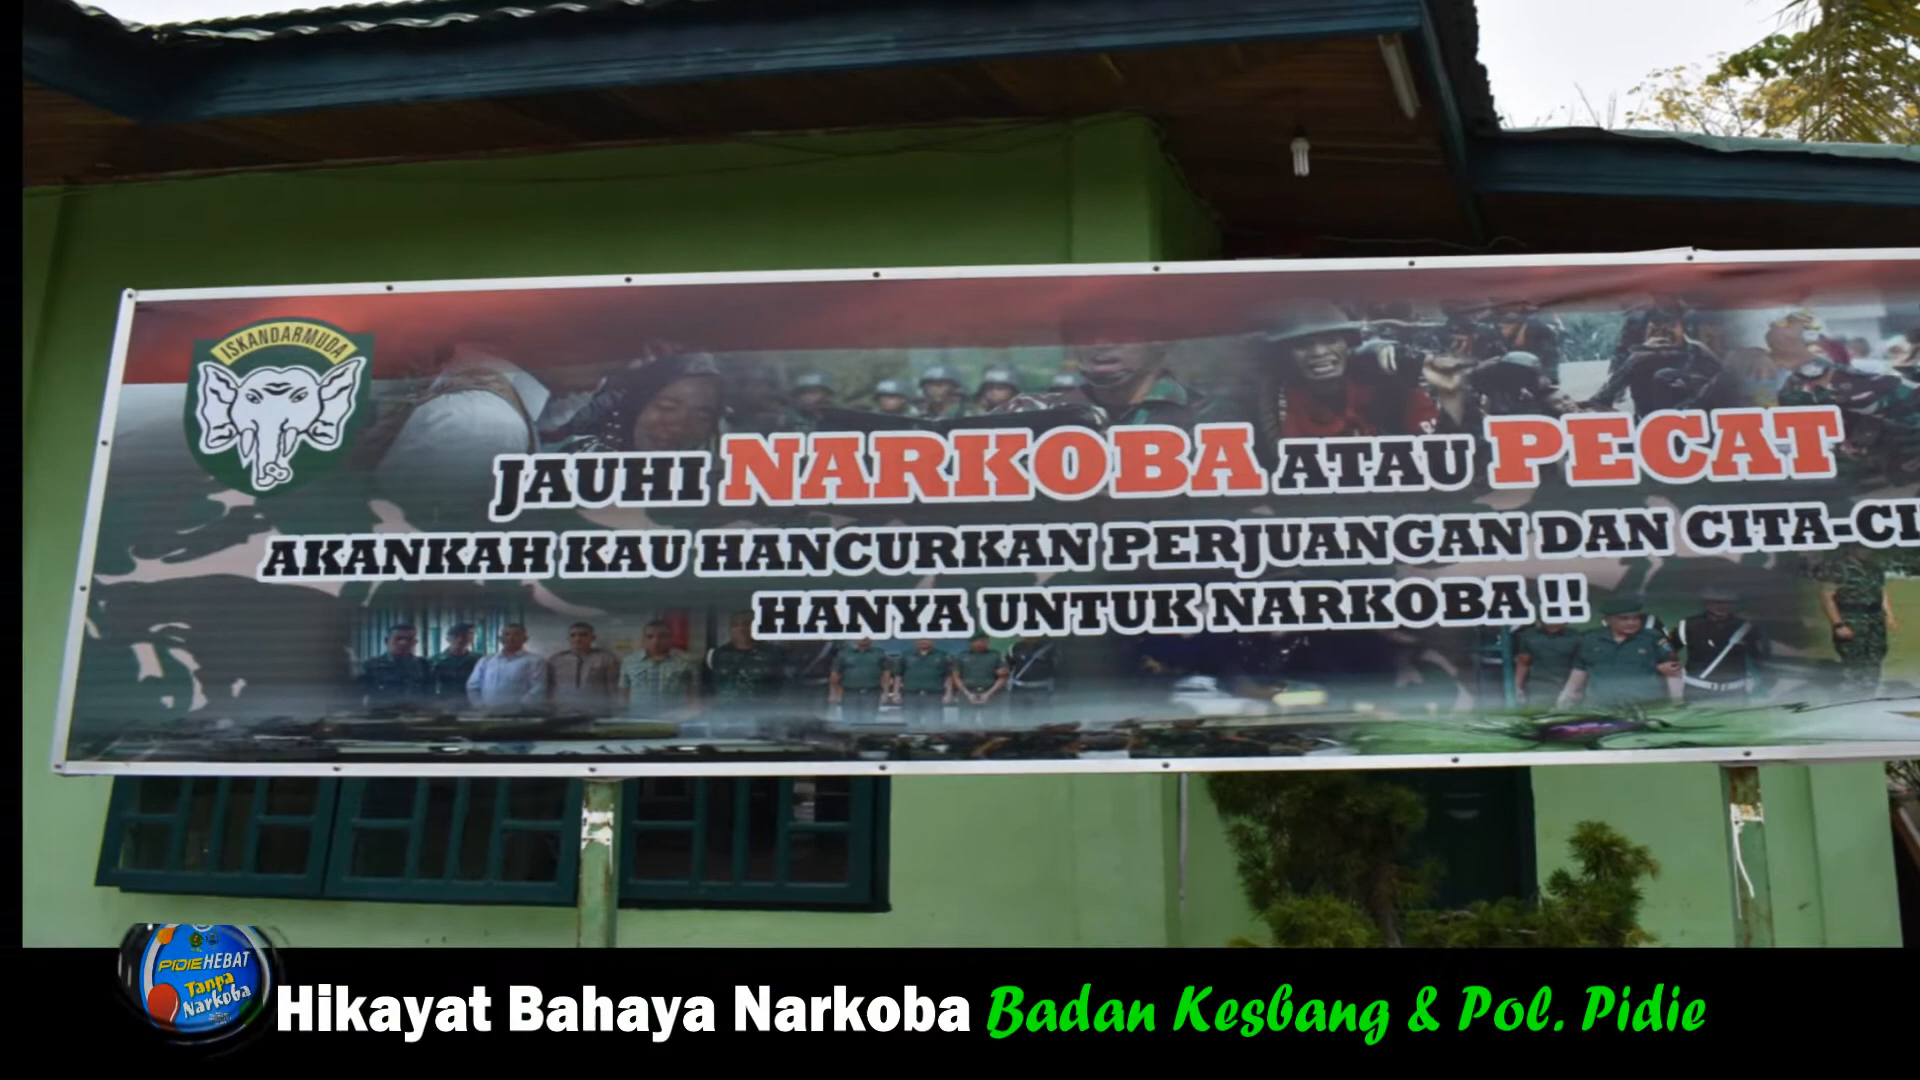 ISKANDARMUDA
JAUHI NARKOBA ATAU PECAT
AKANKAH KAU HANCURKAN PERJUANGAN DAN CITA-CI
HANYA UNTUK NARKOBA !!
PIDIE HEBAT
Tanpa
Narkoba
Hikayat Bahaya Narkoba Badan Kesbang & Pol. Pidie